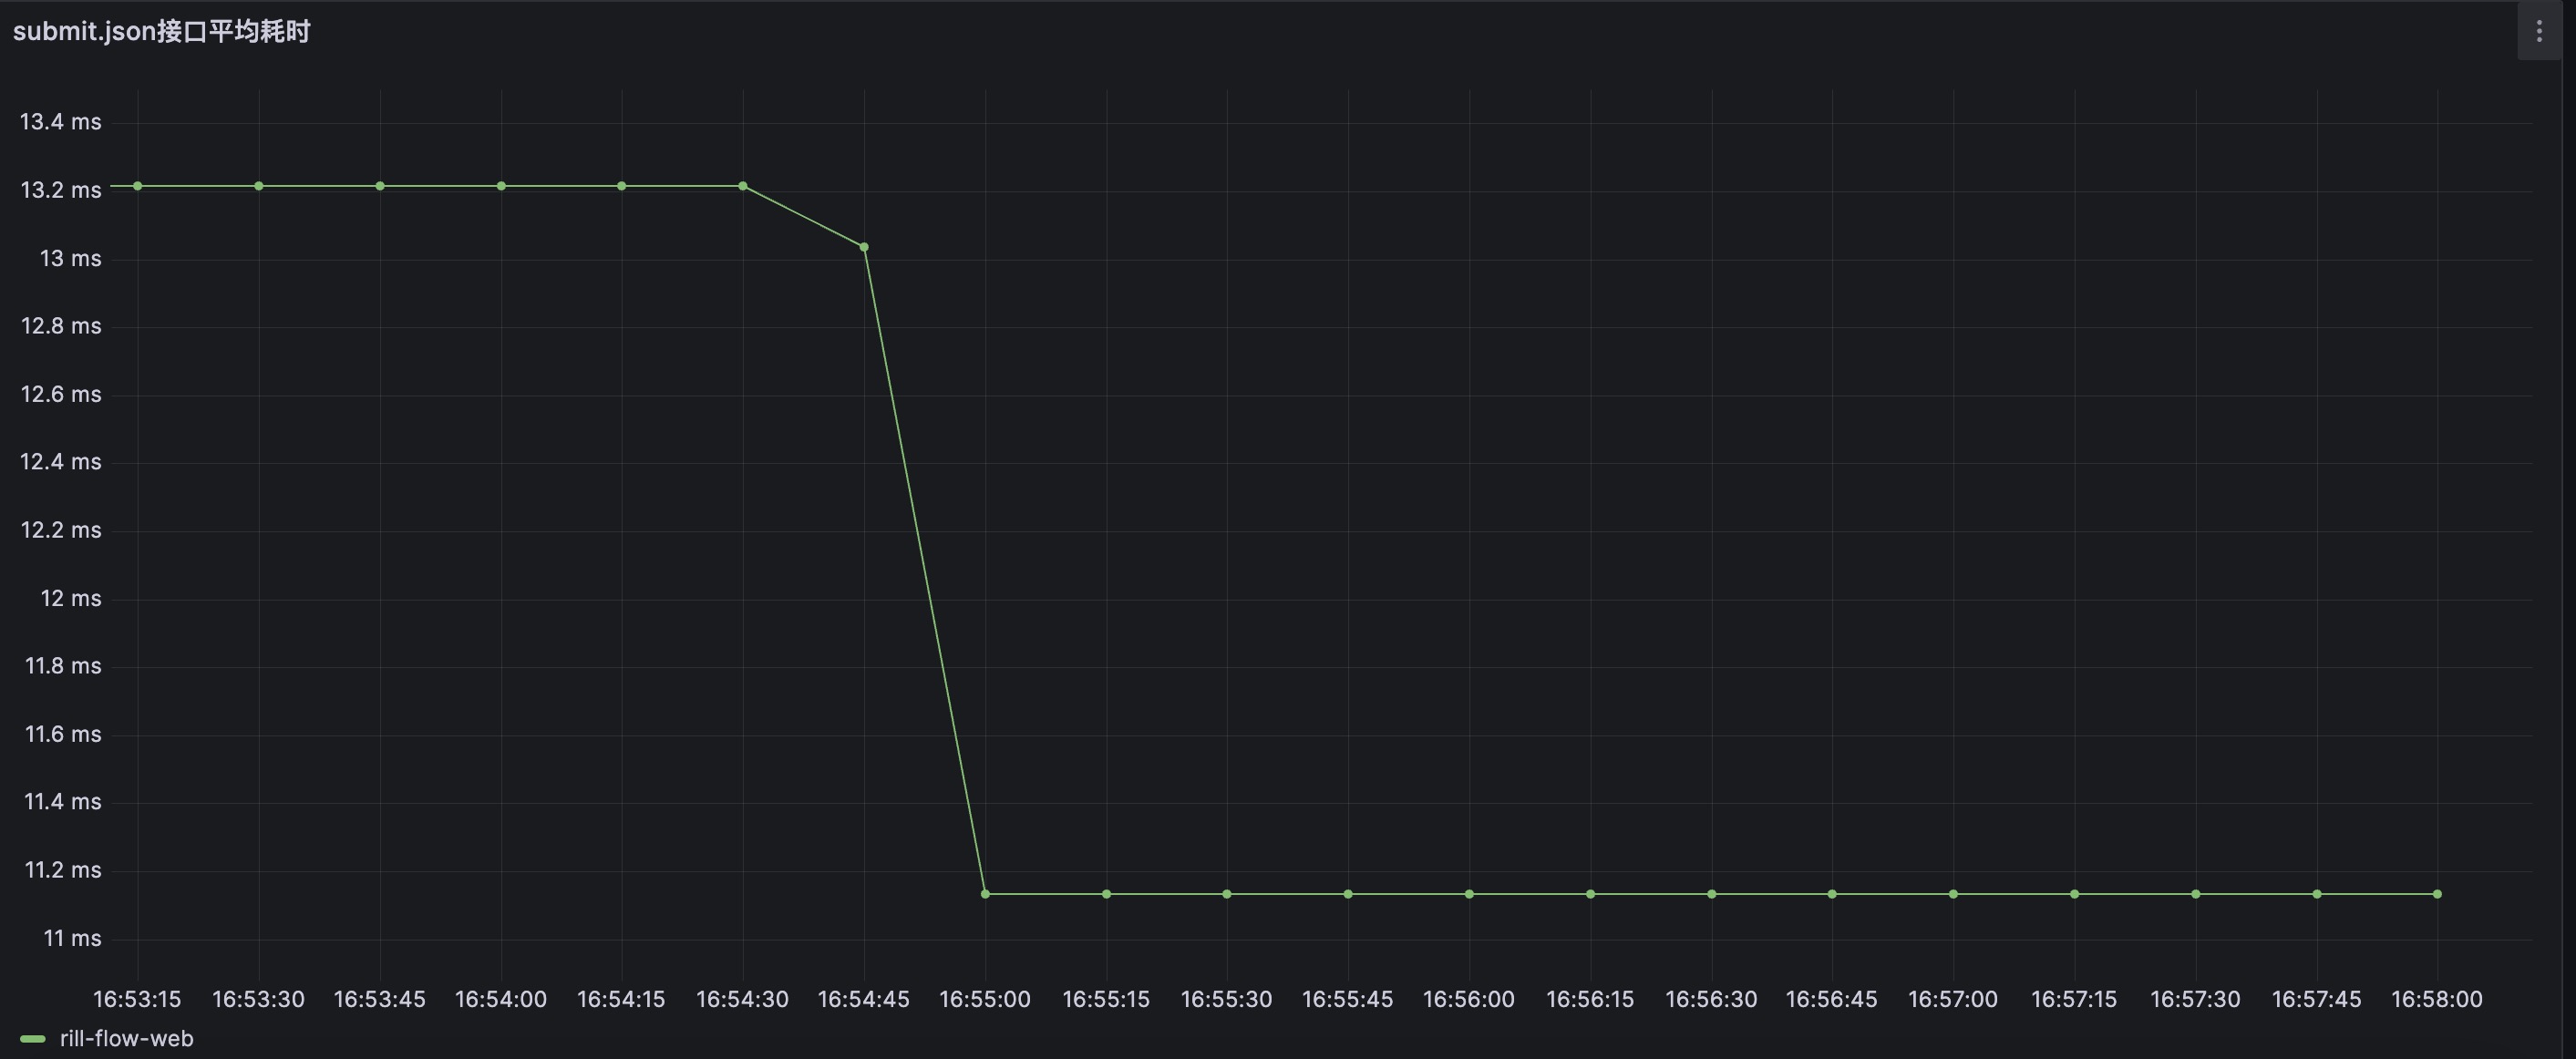 submit.json接口平均耗时
13.4 ms
13.2 ms
13 ms
12.8 ms
12.6 ms
12.4 ms
12.2 ms
12 ms
11.8 ms
11.6 ms
11.4 ms
11.2 ms
11 ms
16:53:15 16:53:30 16:53:45 16:54:00 16:54:15 16:54:30 16:54:45 16:55:00 16:55:15 16:55:30 16:55:45 16:56:00 16:56:15 16:56:30 16:56:45 16:57:00 16:57:15 16:57:30 16:57:45 16:58:00
rill-flow-web